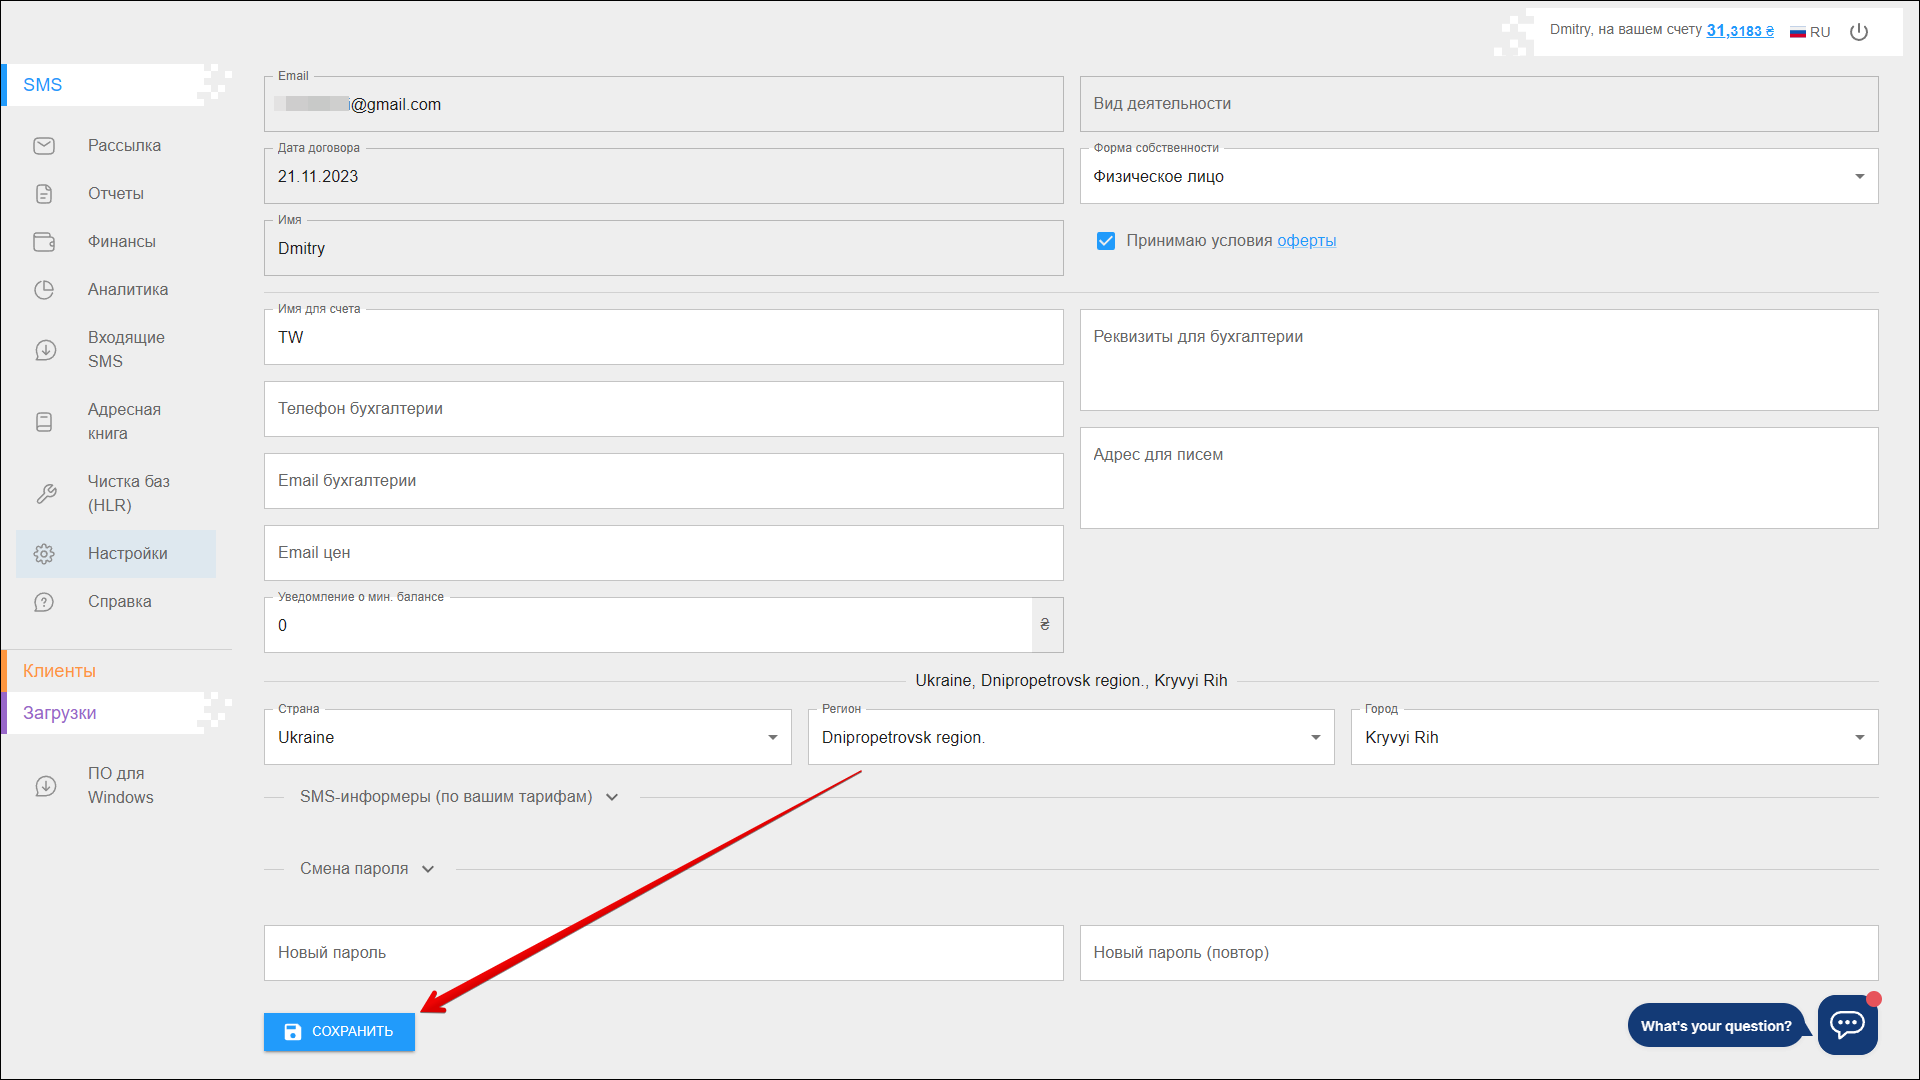 Dmitry, на вашем счету 31,3183 ₴
RU
SMS
Рассылка
Отчеты
Финансы
Аналитика
Входящие
SMS
Адресная
книга
Чистка баз
(HLR)
Настройки
Справка
Клиенты
Загрузки
ПО для
Windows
Email
i@gmail.com
Вид деятельности
Дата договора
21.11.2023
Форма собственности
Физическое лицо
Имя
Dmitry
Принимаю условия оферты
Имя для счета
TW
Реквизиты для бухгалтерии
Телефон бухгалтерии
Адрес для писем
Email бухгалтерии
Email цен
Уведомление о мин. балансе
0
₴
Ukraine, Dnipropetrovsk region., Kryvyi Rih
Страна
Ukraine
Регион
Dnipropetrovsk region.
Город
Kryvyi Rih
SMS-информеры (по вашим тарифам)
Смена пароля
Новый пароль
Новый пароль (повтор)
СОХРАНИТЬ
What's your question?